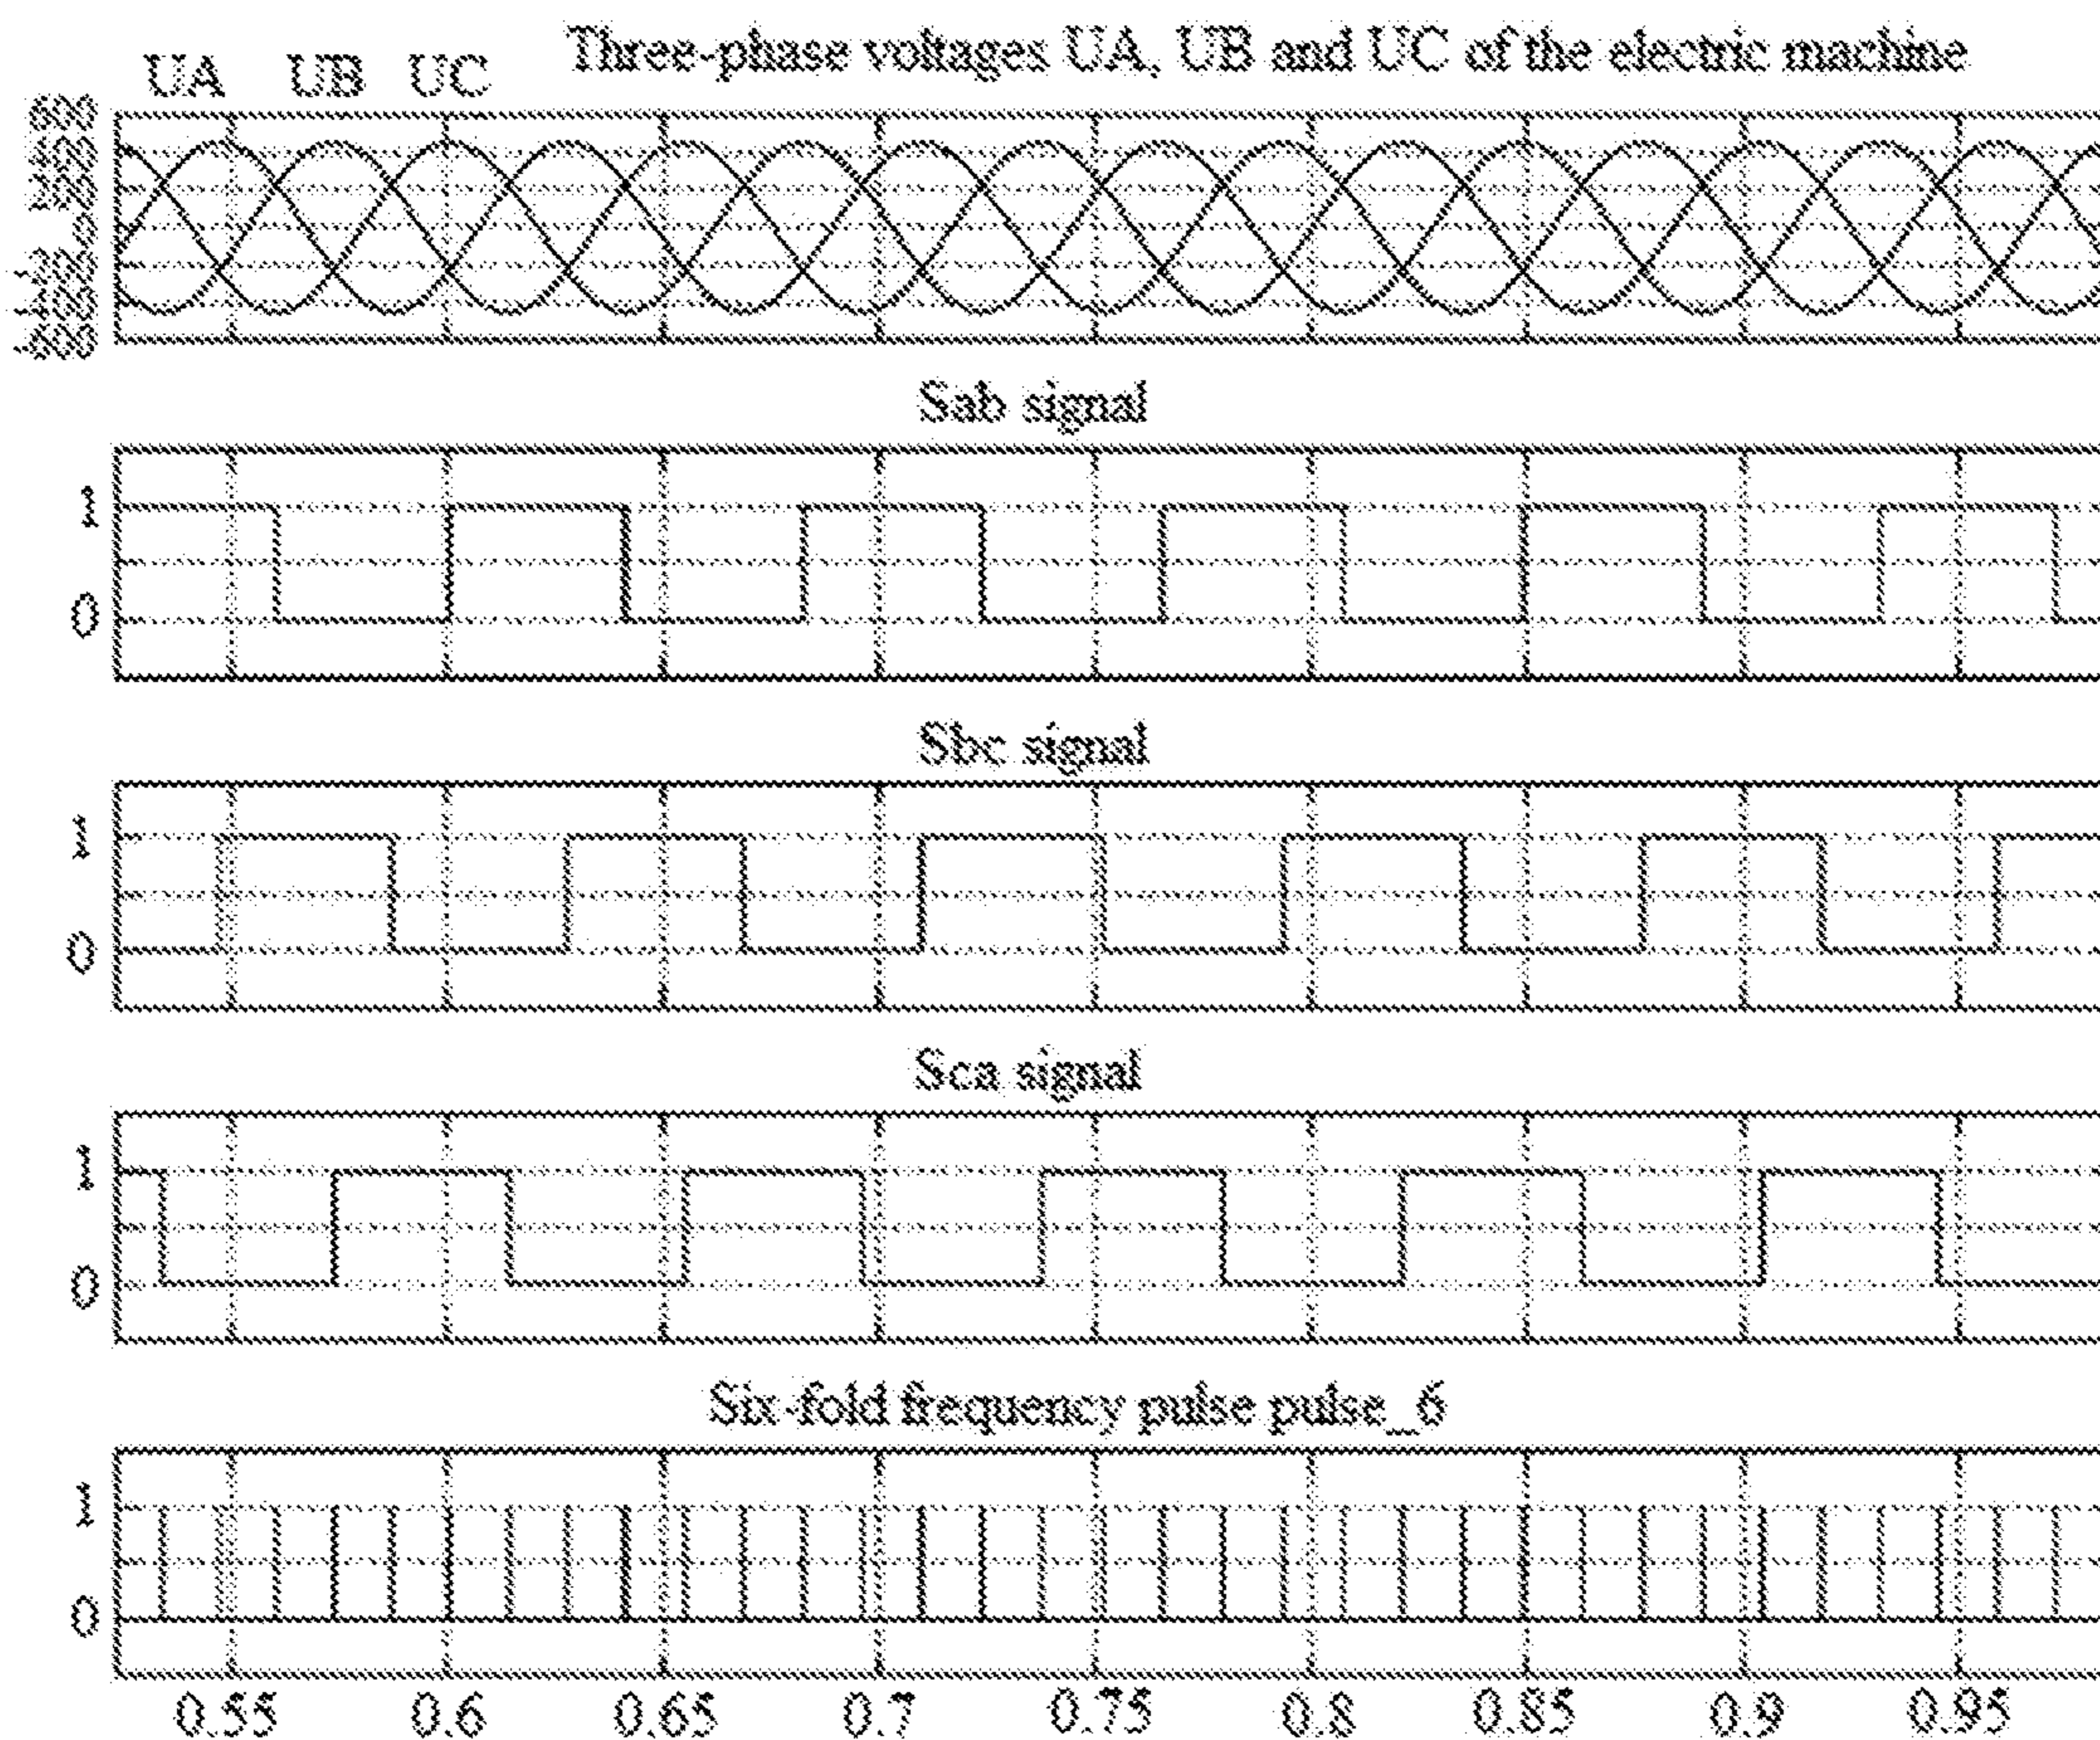 Three-phase voltages UA, UB and UC of the electric machine
UA UB UC
Sab signal
1
0
Sbc signal
1
0
Sca signal
1
0
Six-fold frequency pulse pulse_6
1
0
0.55 0.6 0.65 0.7 0.75 0.8 0.85 0.9 0.95